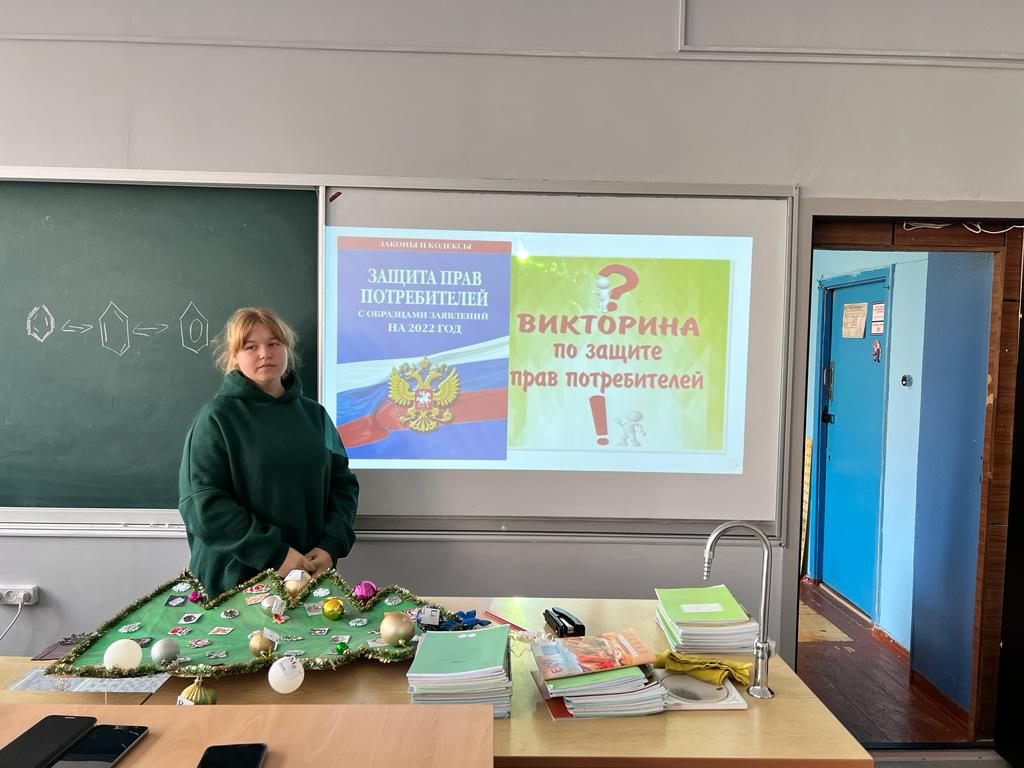 ЗАКОНЫ И КОДЕКСЫ
ЗАЩИТА ПРАВ
ПОТРЕБИТЕЛЕЙ
С ОБРАЗЦАМИ ЗАЯВЛЕНИЙ
НА 2022 ГОД
?
ВИКТОРИНА
по защите
прав потребителей
!